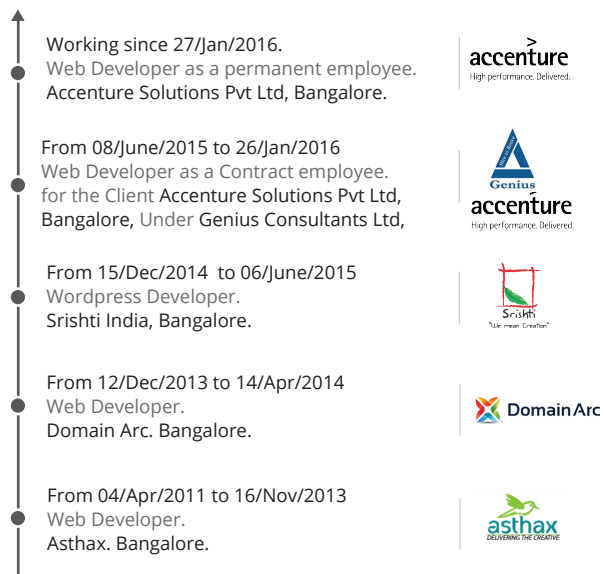 Working since 27/Jan/2016.
Web Developer as a permanent employee.
Accenture Solutions Pvt Ltd, Bangalore.
accenture
High performance. Delivered.
From 08/June/2015 to 26/Jan/2016
Web Developer as a Contract employee.
for the Client Accenture Solutions Pvt Ltd,
Bangalore, Under Genius Consultants Ltd,
Genius
accenture
High performance. Delivered.
From 15/Dec/2014 to 06/June/2015
Wordpress Developer.
Srishti India, Bangalore.
Srishti
"We mean Creation"
From 12/Dec/2013 to 14/Apr/2014
Web Developer.
Domain Arc. Bangalore.
Domain Arc
From 04/Apr/2011 to 16/Nov/2013
Web Developer.
Asthax. Bangalore.
asthax
DELIVERING THE CREATIVE